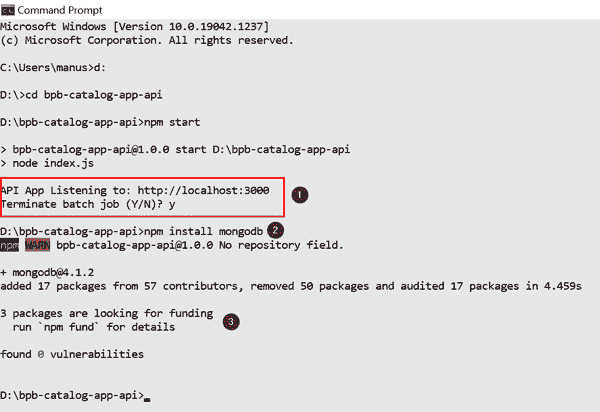 Command Prompt
Microsoft Windows [Version 10.0.19042.1237]
(c) Microsoft Corporation. All rights reserved.
C:\Users\manus>d:
D:\>cd bpb-catalog-app-api
D:\bpb-catalog-app-api>npm start
> bpb-catalog-app-api@1.0.0 start D:\bpb-catalog-app-api
> node index.js
API App Listening to: http://localhost:3000
Terminate batch job (Y/N)? y
1
D:\bpb-catalog-app-api>npm install mongodb 2
npm WARN bpb-catalog-app-api@1.0.0 No repository field.
+ mongodb@4.1.2
added 17 packages from 57 contributors, removed 50 packages and audited 17 packages in 4.459s
3 packages are looking for funding
run `npm fund` for details 3
found 0 vulnerabilities
D:\bpb-catalog-app-api>